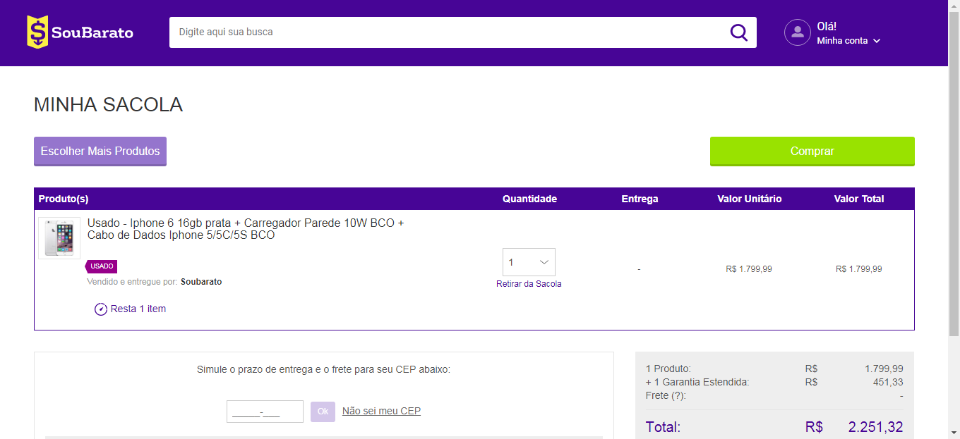 SouBarato
Digite aqui sua busca
Olá!
Minha conta
MINHA SACOLA
Escolher Mais Produtos
Comprar
Produto(s) Quantidade Entrega Valor Unitário Valor Total
Usado - Iphone 6 16gb prata + Carregador Parede 10W BCO +
Cabo de Dados Iphone 5/5C/5S BCO
USADO
Vendido e entregue por: Soubarato
1 - R$ 1.799,99 R$ 1.799,99
Retirar da Sacola
Resta 1 item
Simule o prazo de entrega e o frete para seu CEP abaixo:
_____-___ Ok Não sei meu CEP
1 Produto: R$ 1.799,99
+ 1 Garantia Estendida: R$ 451,33
Frete (?): -
Total: R$ 2.251,32